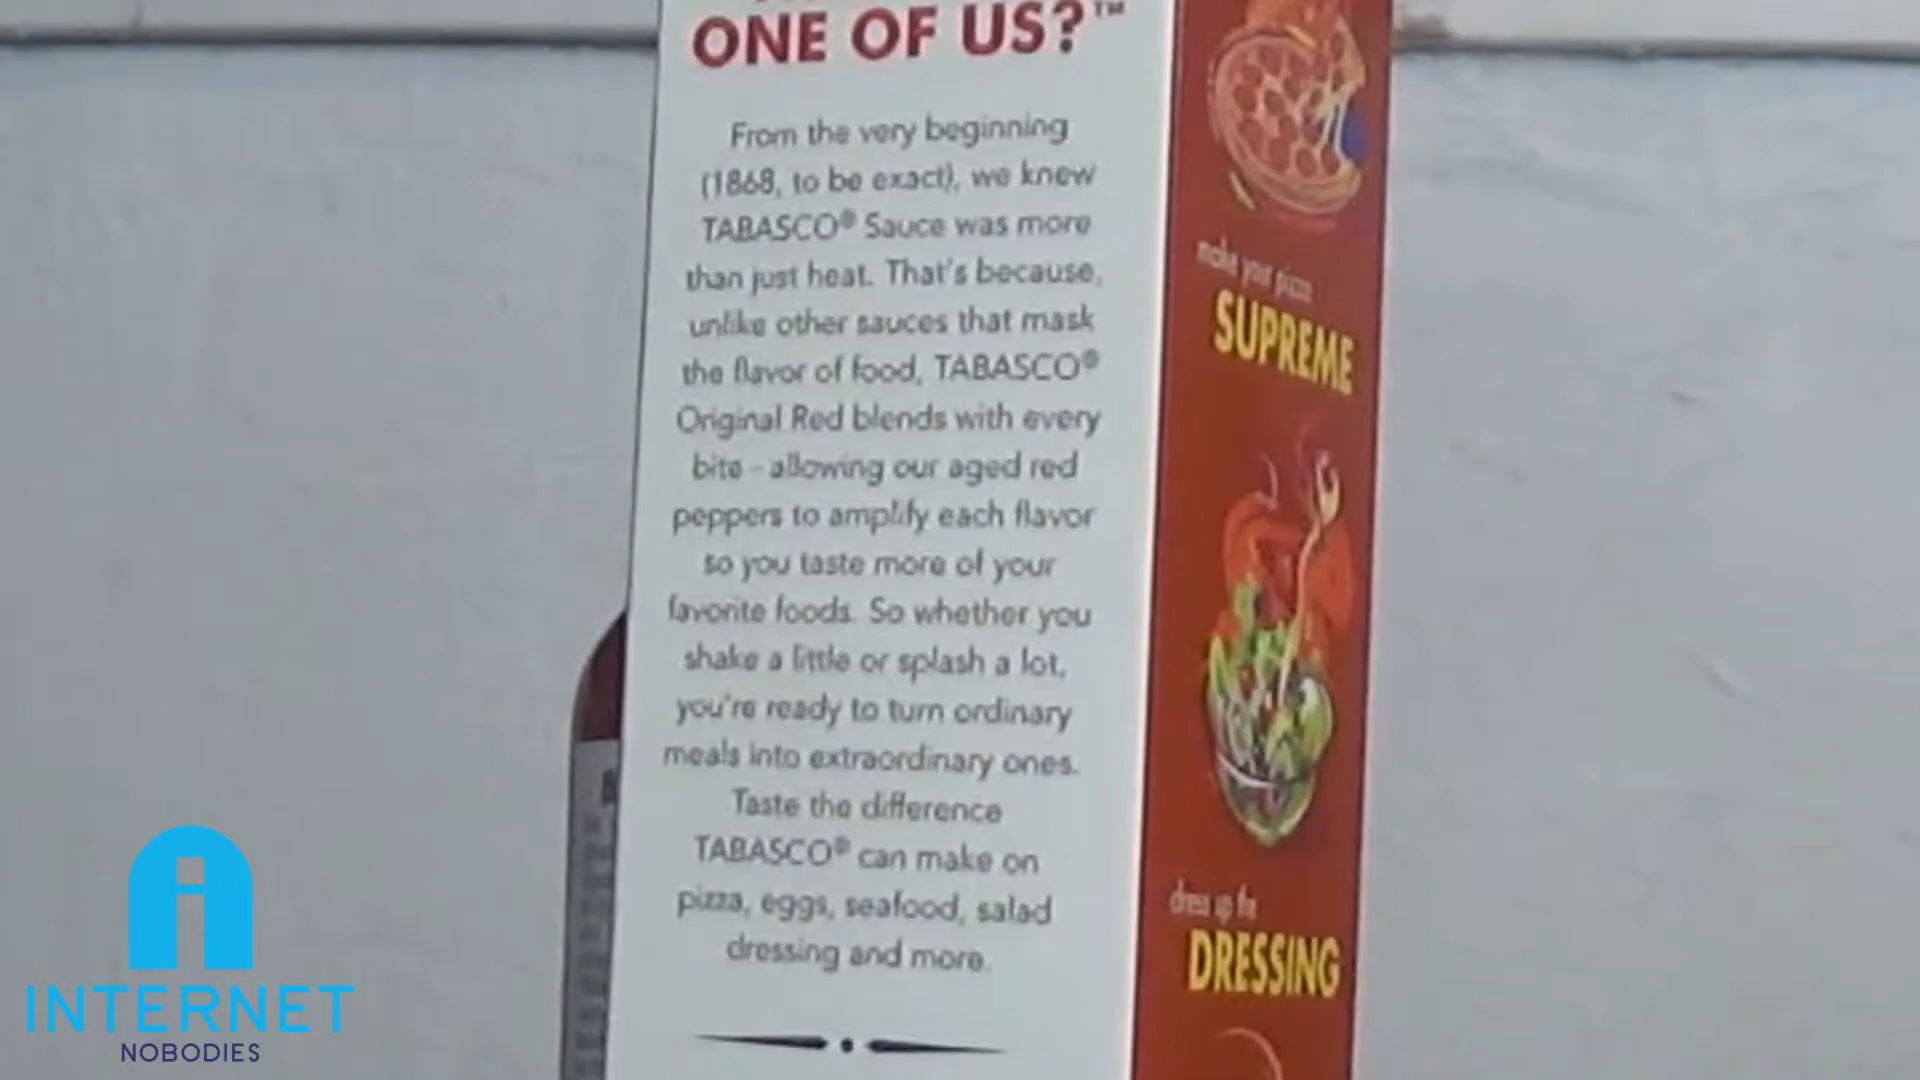 ONE OF US?™
From the very beginning
(1868, to be exact), we knew
TABASCO® Sauce was more
than just heat. That's because,
unlike other sauces that mask
the flavor of food, TABASCO®
Original Red blends with every
bite - allowing our aged red
peppers to amplify each flavor
so you taste more of your
favorite foods. So whether you
shake a little or splash a lot,
you're ready to turn ordinary
meals into extraordinary ones.
Taste the difference
TABASCO® can make on
pizza, eggs, seafood, salad
dressing and more.
make your pizza
SUPREME
dress up the
DRESSING
INTERNET
NOBODIES